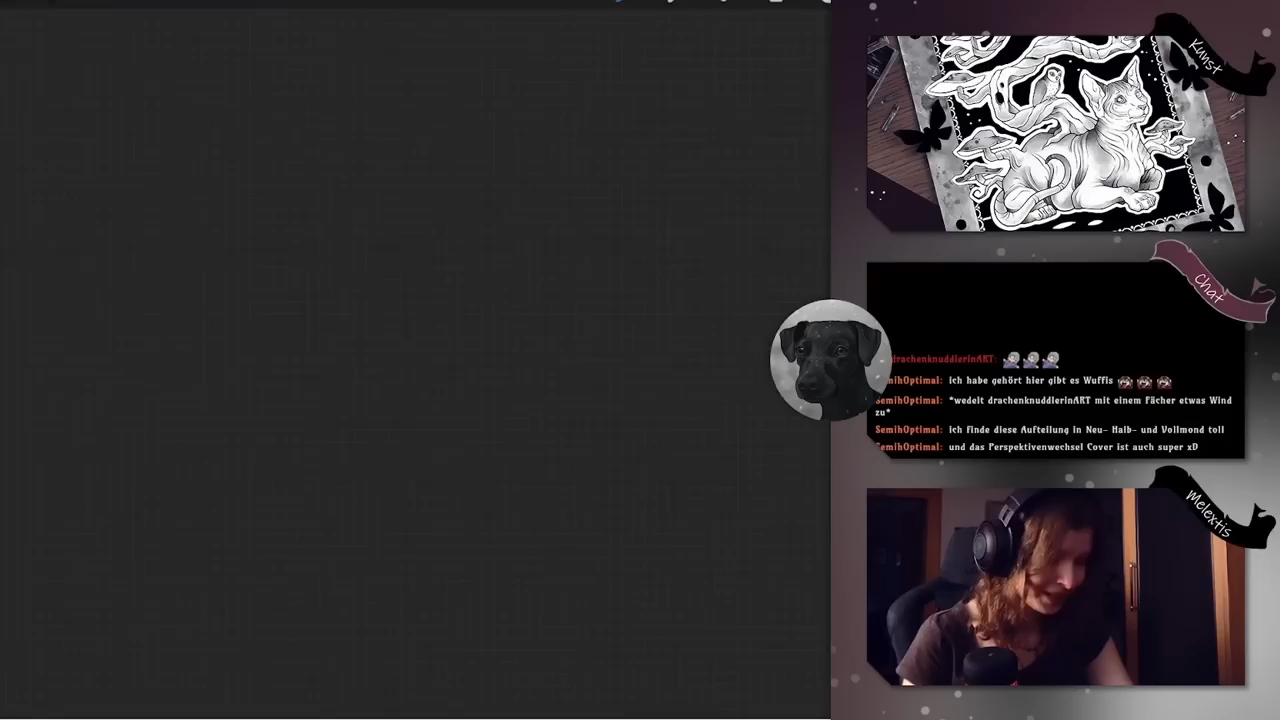 Kunst
Chat
drachenknuddlerinART:
SemihOptimal: ich habe gehört hier gibt es Wuffis
SemihOptimal: *wedelt drachenknuddlerinART mit einem Fächer etwas Wind
zu*
SemihOptimal: ich finde diese Aufteilung in Neu- Halb- und Vollmond toll
SemihOptimal: und das Perspektivenwechsel Cover ist auch super xD
Melextis